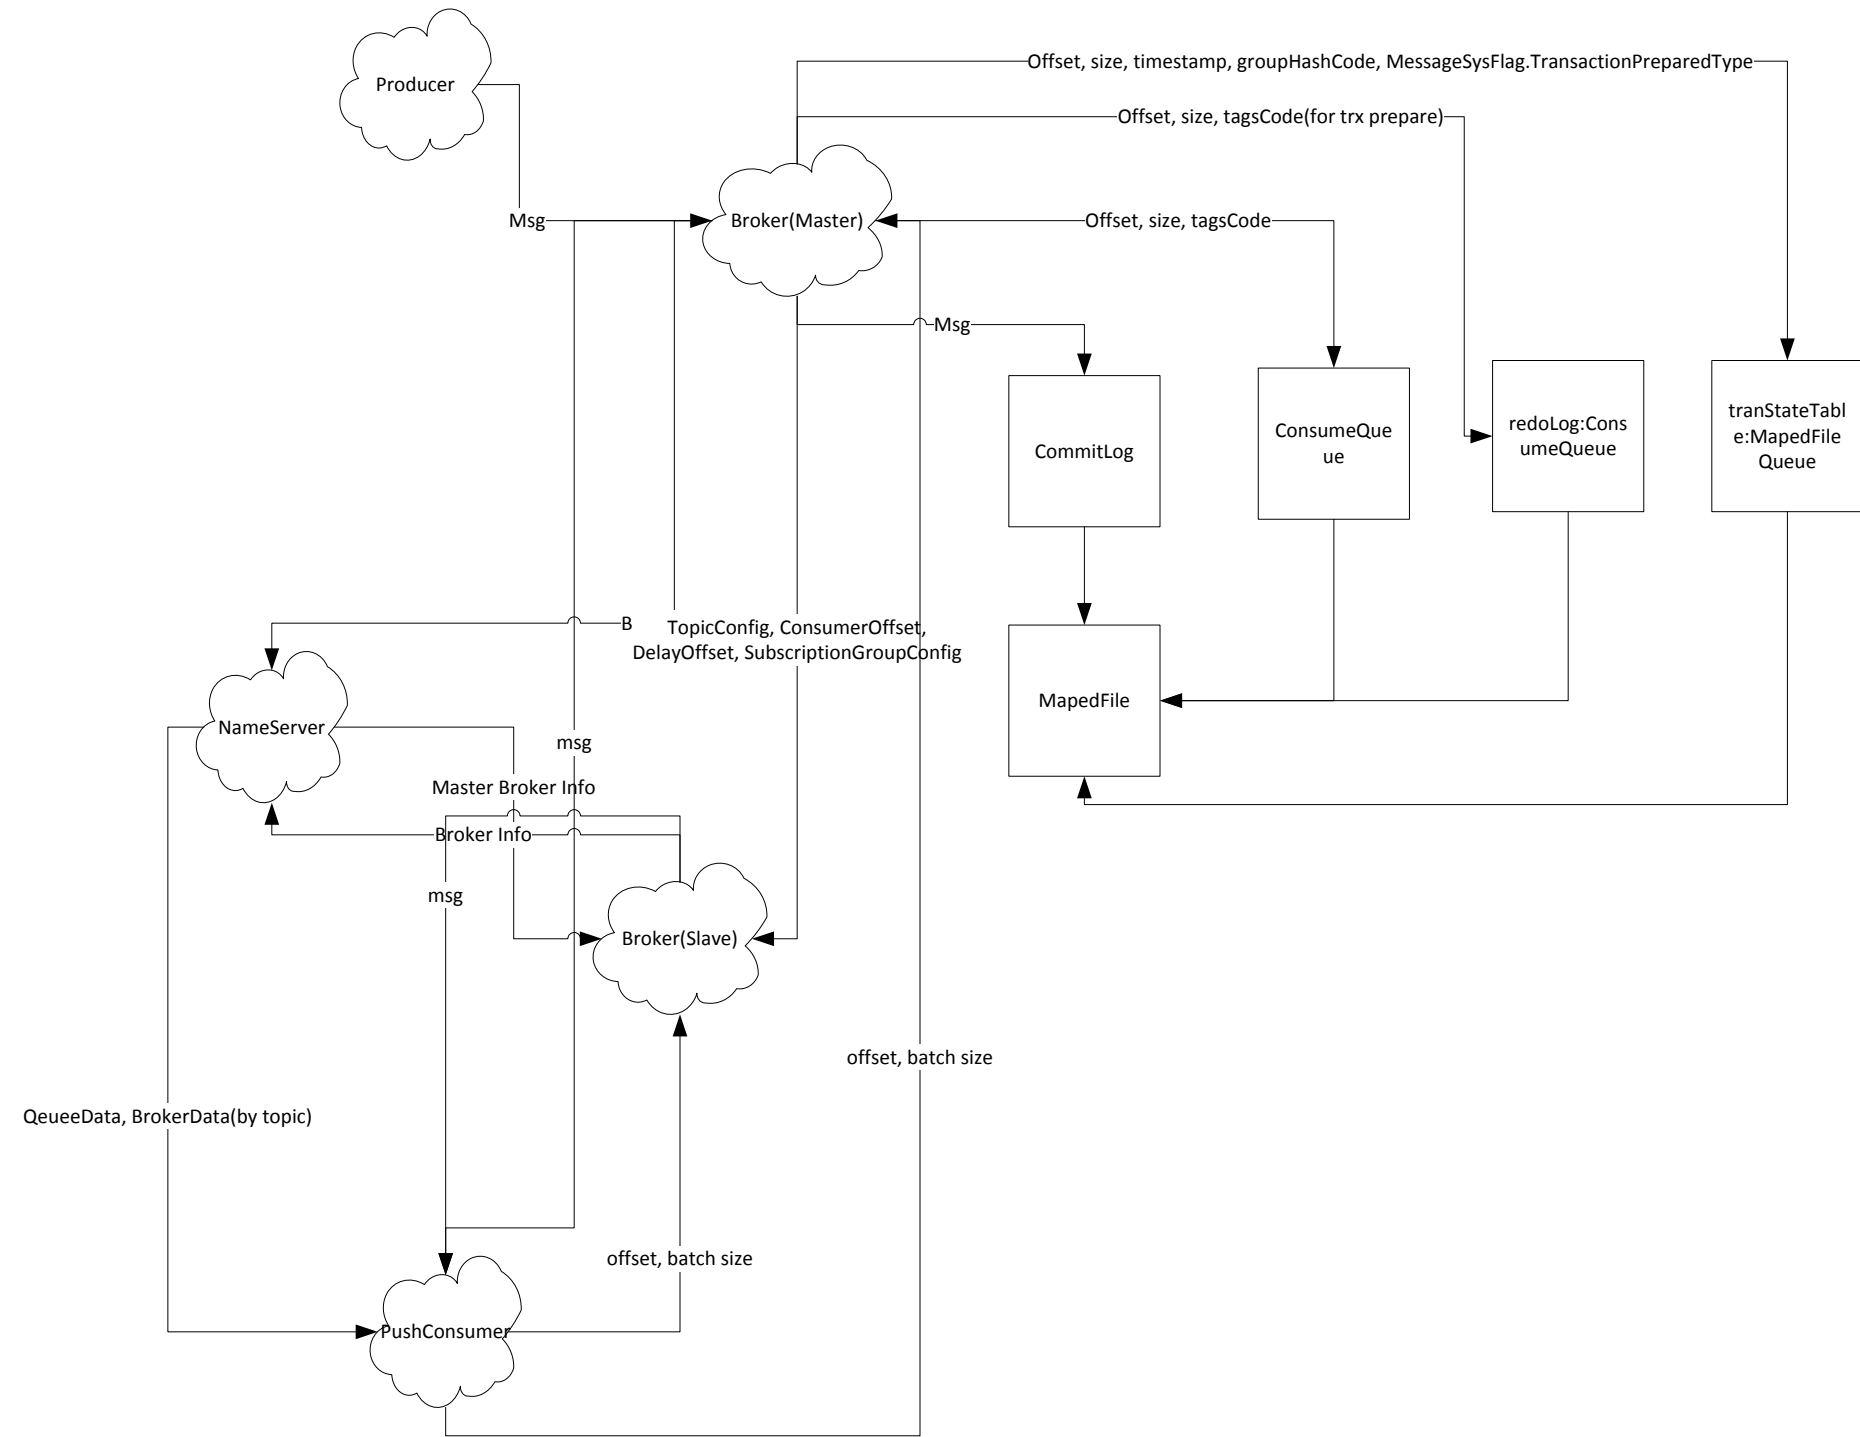 Producer
Offset, size, timestamp, groupHashCode, MessageSysFlag.TransactionPreparedType
Offset, size, tagsCode(for trx prepare)
Msg
Broker(Master)
Offset, size, tagsCode
Msg
CommitLog
ConsumeQue
ue
redoLog:Cons
umeQueue
tranStateTabl
e:MapedFile
Queue
B
TopicConfig, ConsumerOffset,
DelayOffset, SubscriptionGroupConfig
MapedFile
NameServer
msg
Master Broker Info
Broker Info
msg
Broker(Slave)
offset, batch size
QeueeData, BrokerData(by topic)
offset, batch size
PushConsumer